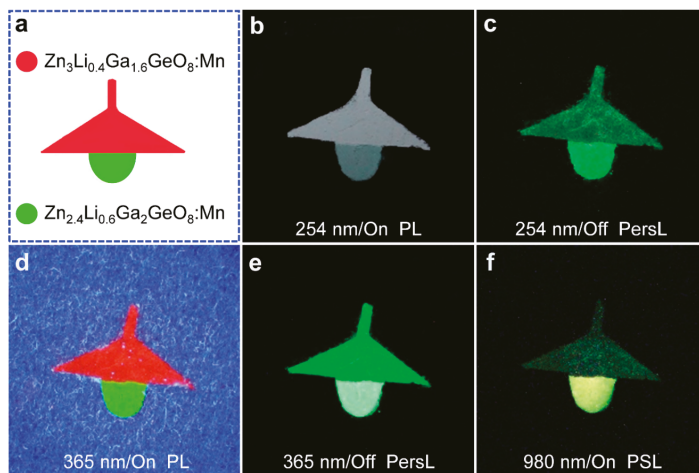 a
Zn₃Li₀.₄Ga₁.₆GeO₈:Mn
Zn₂.₄Li₀.₆Ga₂GeO₈:Mn
b
254 nm/On PL
c
254 nm/Off PersL
d
365 nm/On PL
e
365 nm/Off PersL
f
980 nm/On PSL